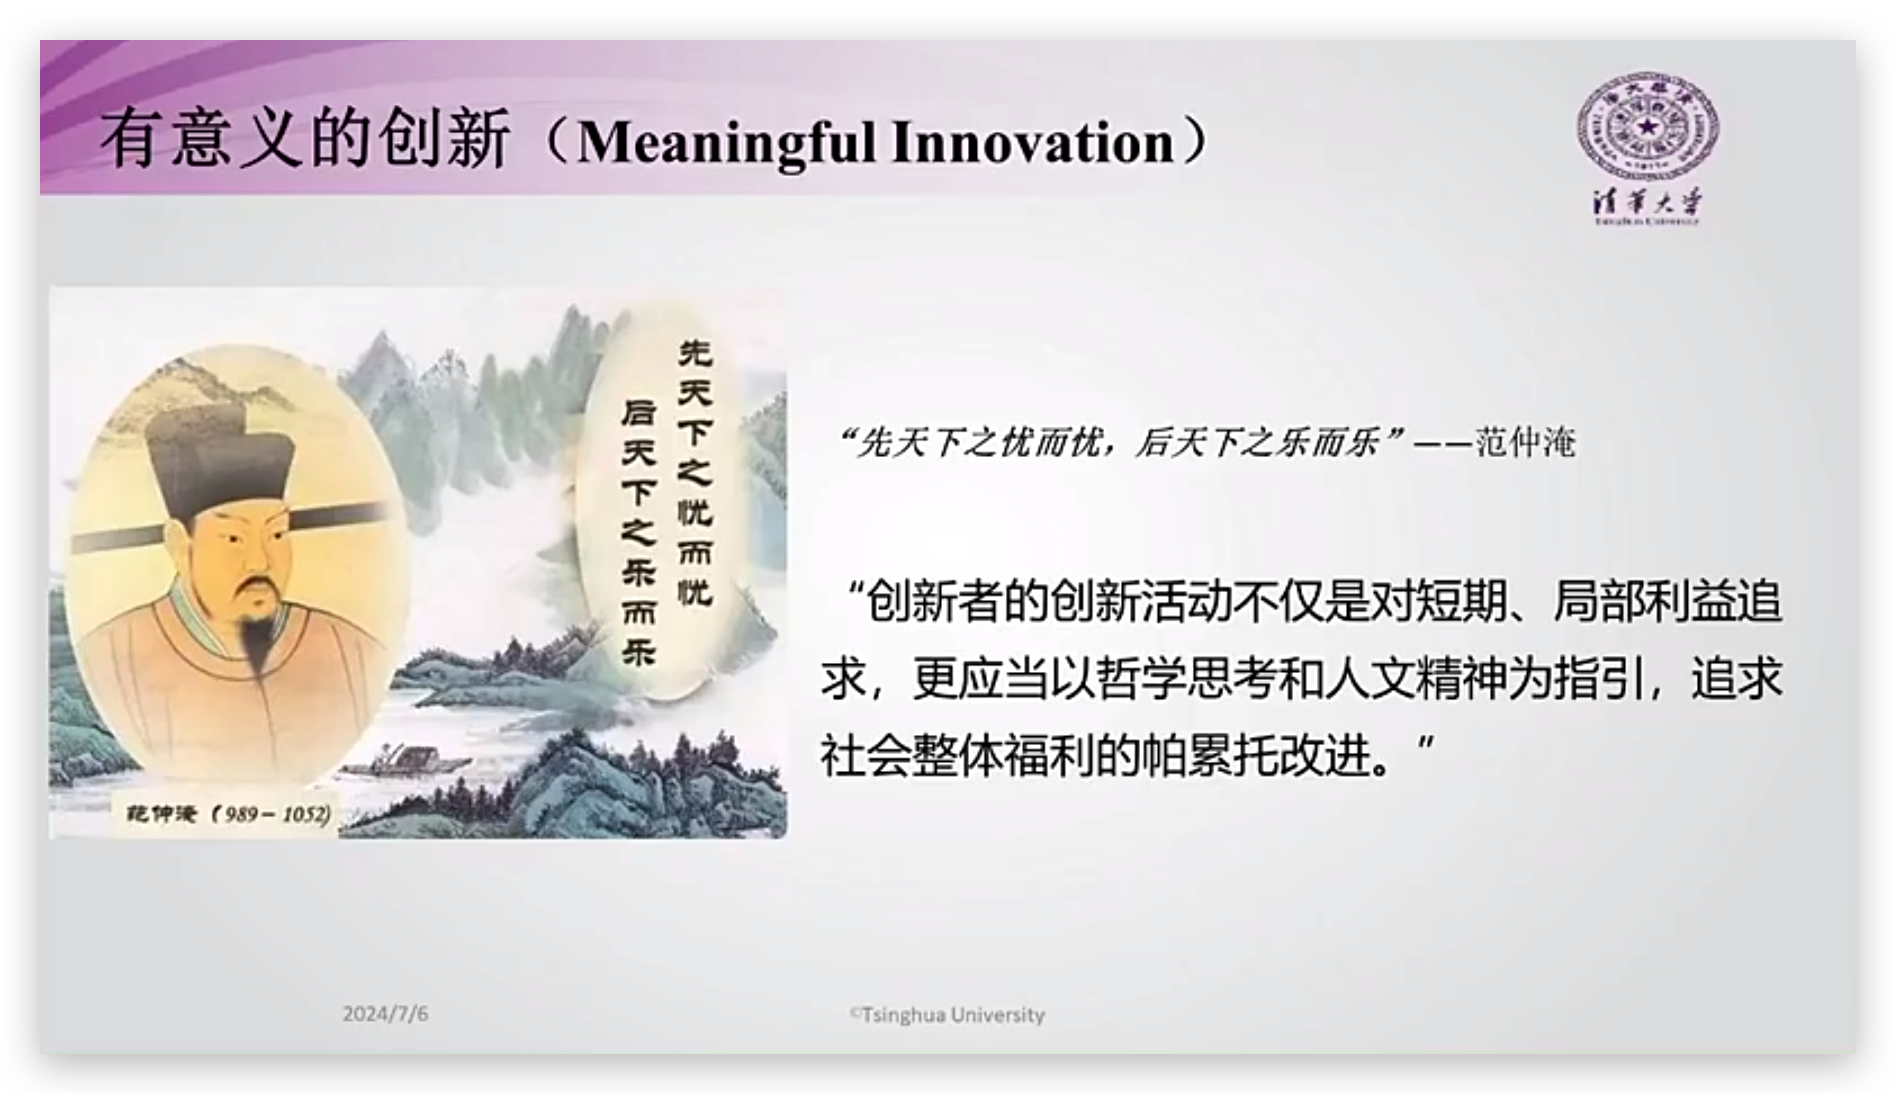 有意义的创新（Meaningful Innovation）
清华大学
Tsinghua University
先天下之忧而忧
后天下之乐而乐
范仲淹（989－1052）
“先天下之忧而忧，后天下之乐而乐”——范仲淹
“创新者的创新活动不仅是对短期、局部利益追
求，更应当以哲学思考和人文精神为指引，追求
社会整体福利的帕累托改进。”
2024/7/6
©Tsinghua University